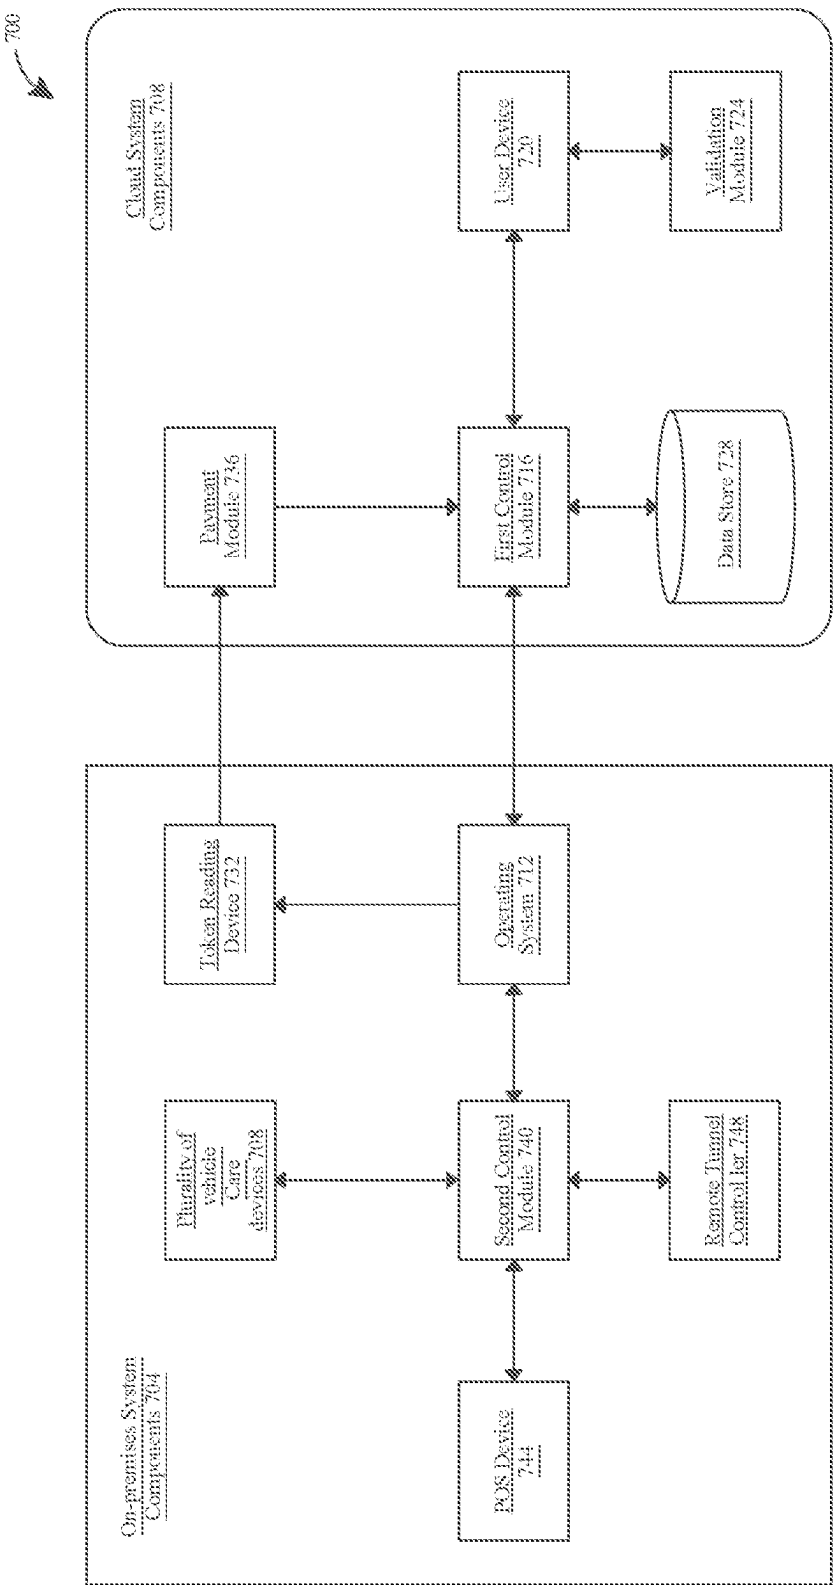 700
On-premises System
Components 704
Plurality of
vehicle
Care
devices 708
Token Reading
Device 732
POS Device
744
Second Control
Module 740
Operating
System 712
Remote Tunnel
Control ler 748
Cloud System
Components 708
Payment
Module 736
First Control
Module 716
User Device
720
Data Store 728
Validation
Module 724